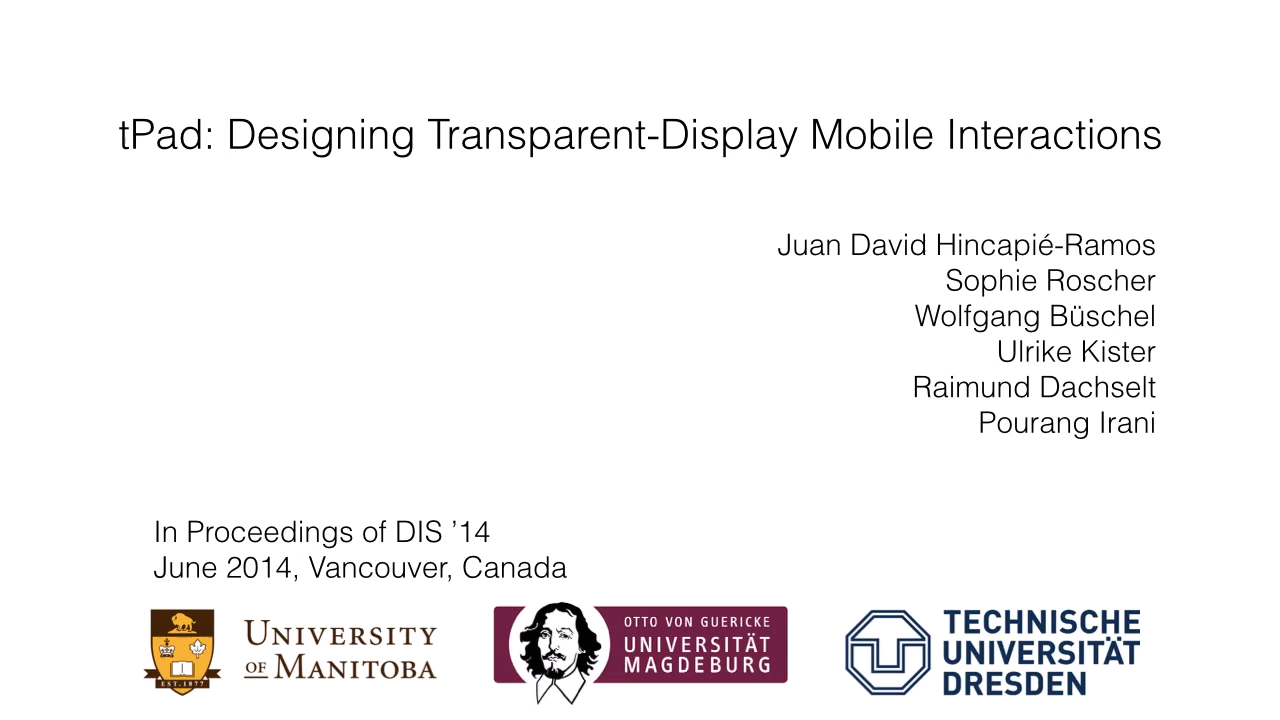 tPad: Designing Transparent-Display Mobile Interactions
Juan David Hincapié-Ramos
Sophie Roscher
Wolfgang Büschel
Ulrike Kister
Raimund Dachselt
Pourang Irani
In Proceedings of DIS ’14
June 2014, Vancouver, Canada
EST. 1877
UNIVERSITY
OF MANITOBA
OTTO VON GUERICKE
UNIVERSITÄT
MAGDEBURG
TECHNISCHE
UNIVERSITÄT
DRESDEN